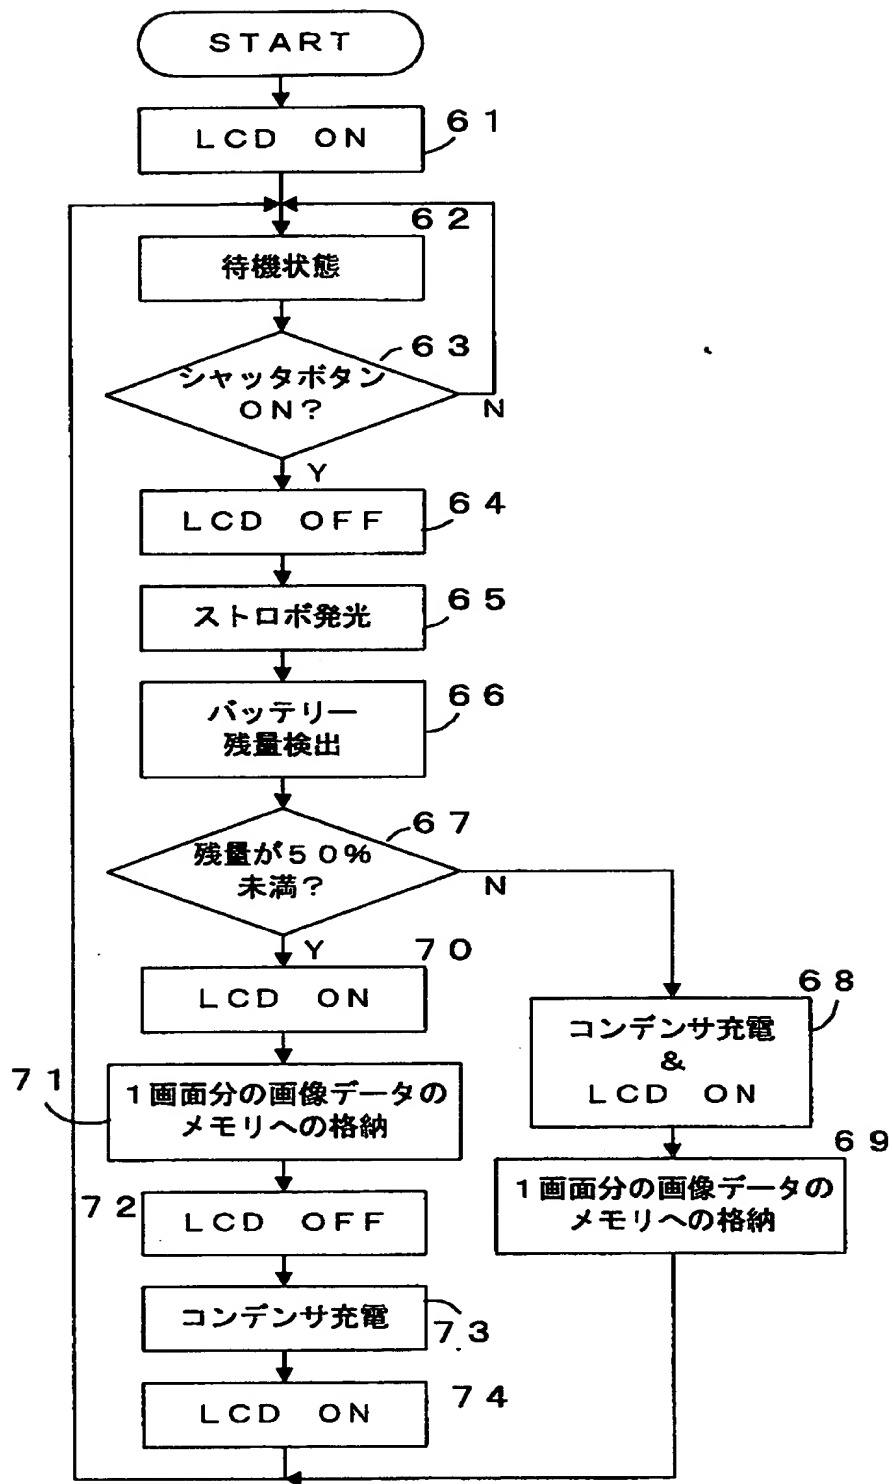 START
LCD ON
61
62
待機状態
63
シャッタボタン
ON?
N
Y
LCD OFF
64
ストロボ発光
65
バッテリー
残量検出
66
67
残量が50%
未満?
N
Y
70
LCD ON
68
コンデンサ充電
&
LCD ON
71
1画面分の画像データの
メモリへの格納
69
1画面分の画像データの
メモリへの格納
72
LCD OFF
コンデンサ充電
73
74
LCD ON